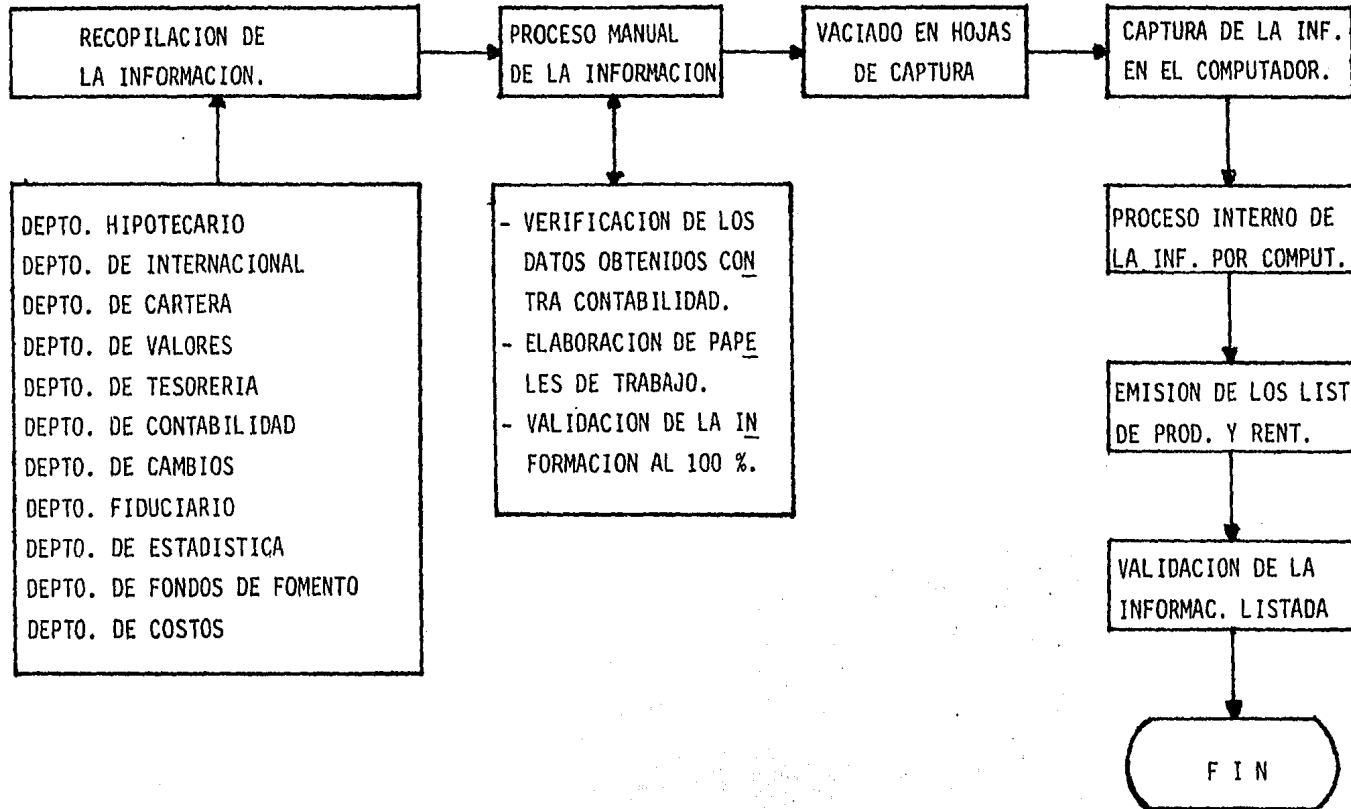 RECOPILACION DE
LA INFORMACION.
PROCESO MANUAL
DE LA INFORMACION
VACIADO EN HOJAS
DE CAPTURA
CAPTURA DE LA INF.
EN EL COMPUTADOR.
DEPTO. HIPOTECARIO
DEPTO. DE INTERNACIONAL
DEPTO. DE CARTERA
DEPTO. DE VALORES
DEPTO. DE TESORERIA
DEPTO. DE CONTABILIDAD
DEPTO. DE CAMBIOS
DEPTO. FIDUCIARIO
DEPTO. DE ESTADISTICA
DEPTO. DE FONDOS DE FOMENTO
DEPTO. DE COSTOS
- VERIFICACION DE LOS
DATOS OBTENIDOS CON
TRA CONTABILIDAD.
- ELABORACION DE PAPE
LES DE TRABAJO.
- VALIDACION DE LA IN
FORMACION AL 100 %.
PROCESO INTERNO DE
LA INF. POR COMPUT.
EMISION DE LOS LIST
DE PROD. Y RENT.
VALIDACION DE LA
INFORMAC. LISTADA
F I N